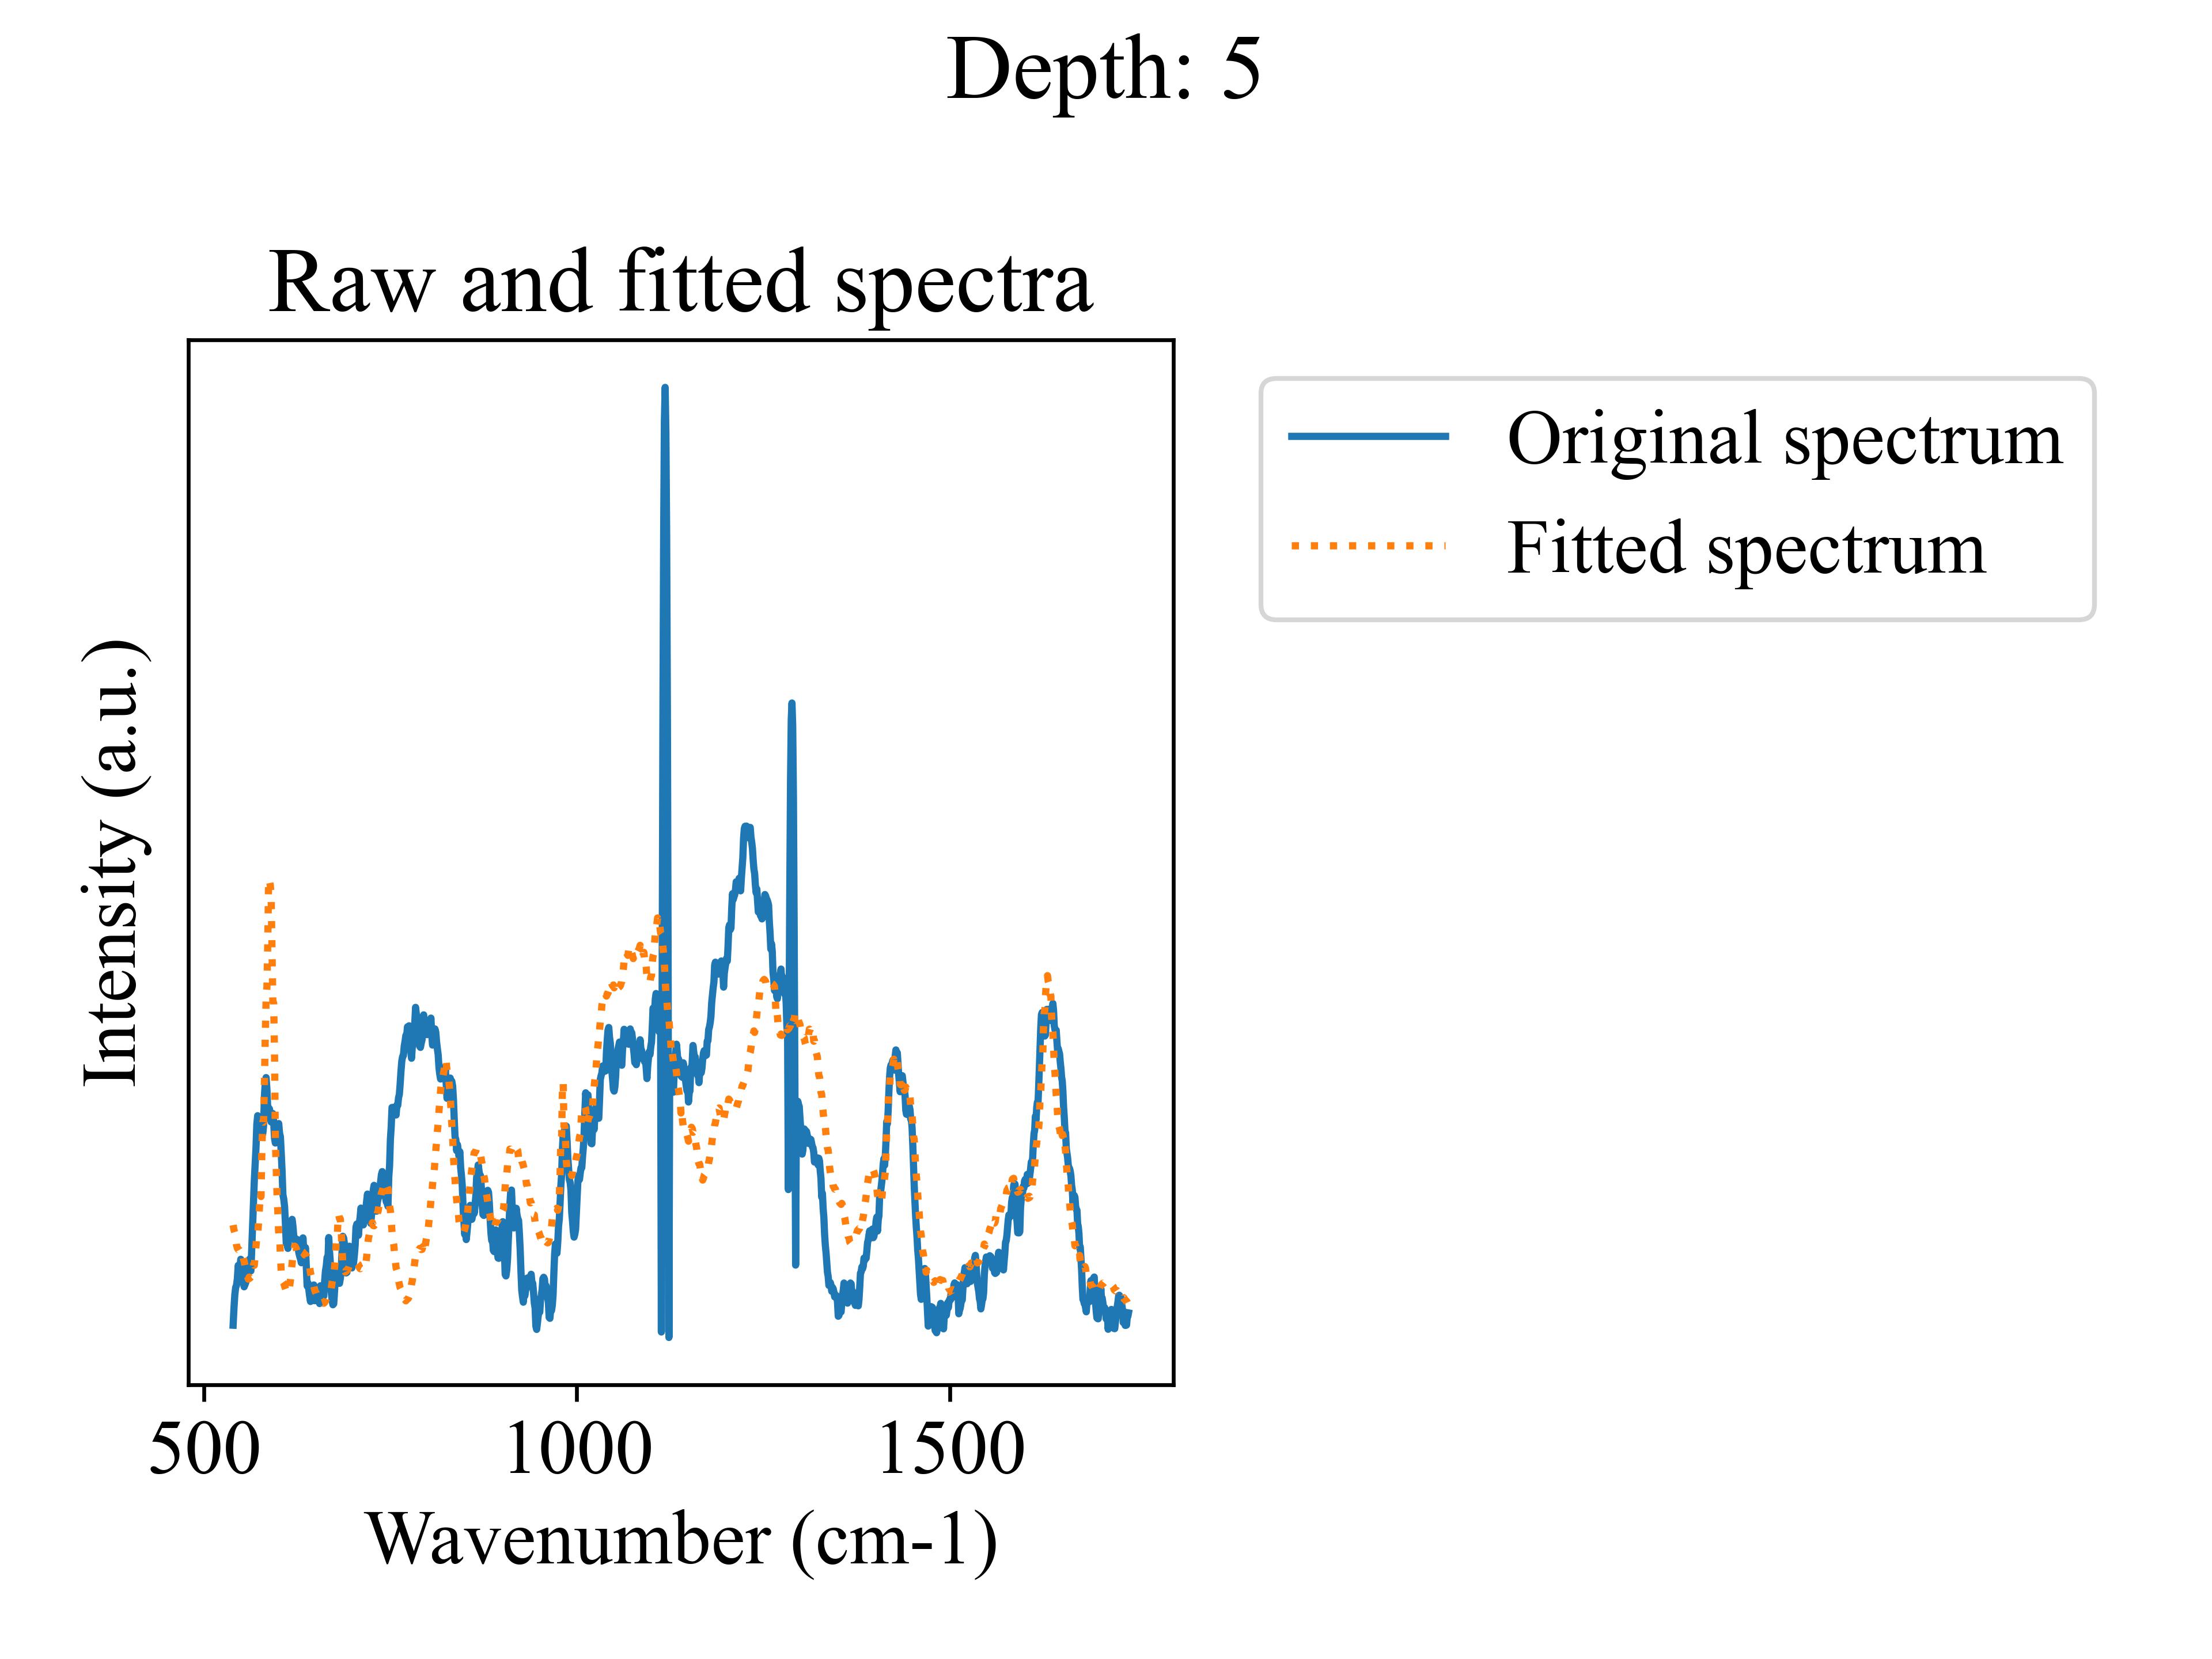 Depth: 5
Raw and fitted spectra
Original spectrum
Fitted spectrum
Intensity (a.u.)
500
1000
1500
Wavenumber (cm-1)